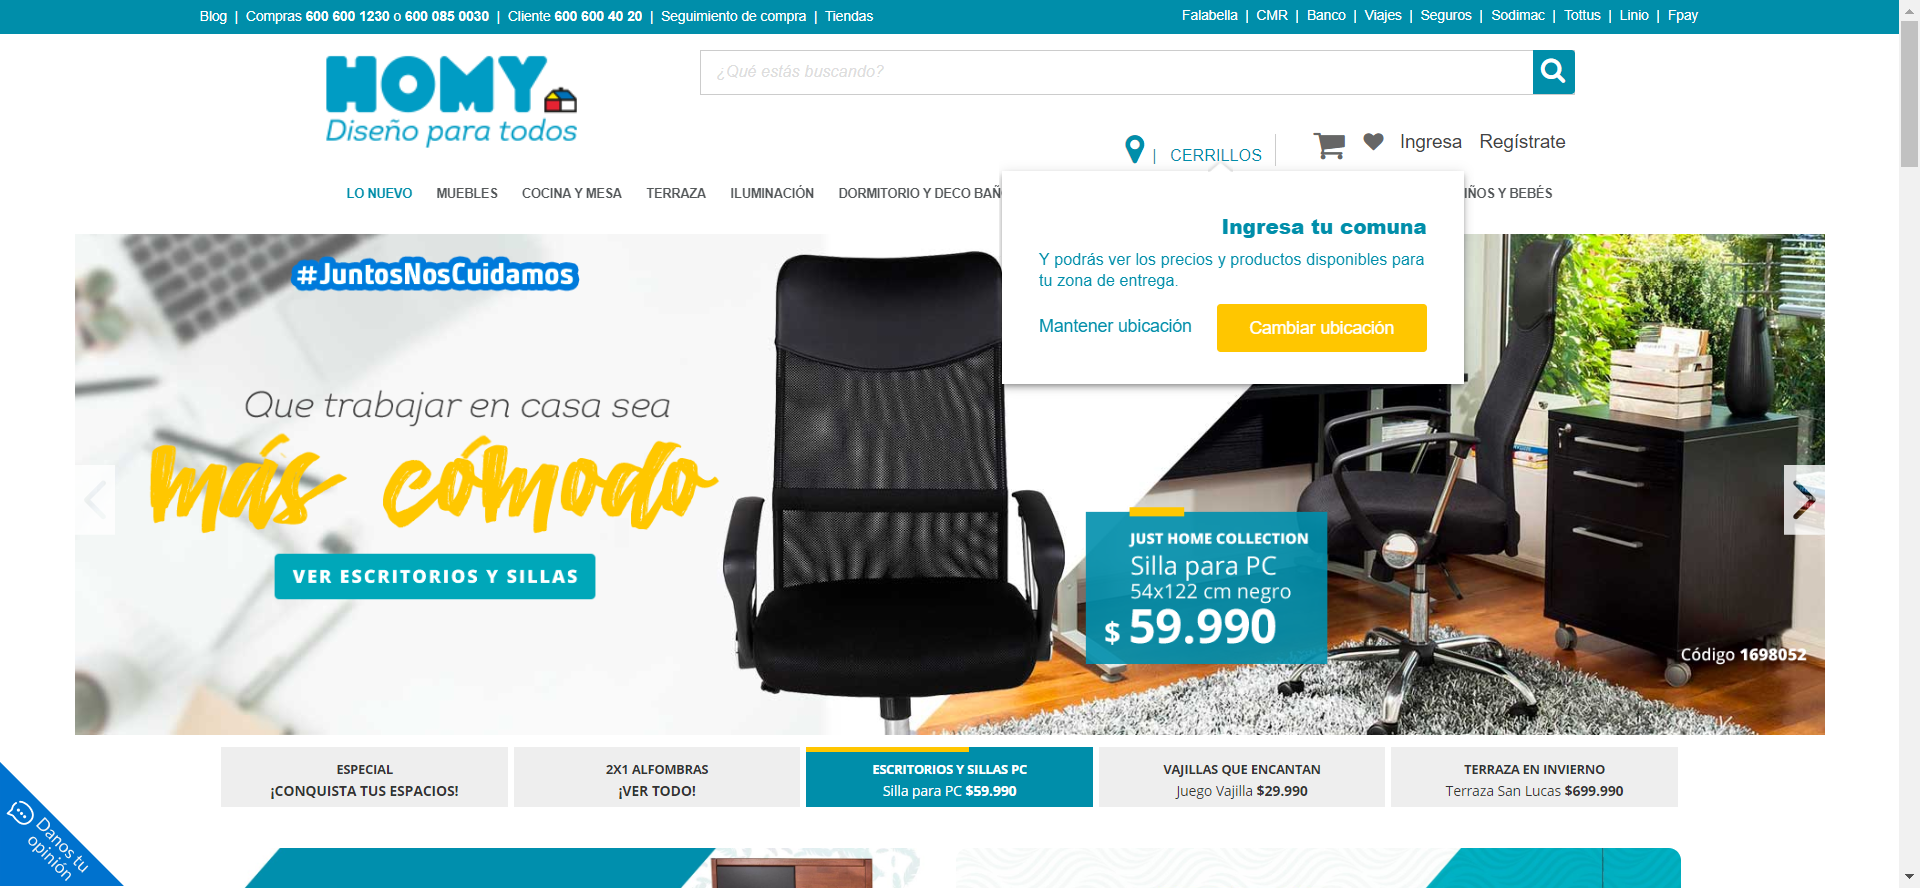 Blog | Compras 600 600 1230 o 600 085 0030 | Cliente 600 600 40 20 | Seguimiento de compra | Tiendas
Falabella | CMR | Banco | Viajes | Seguros | Sodimac | Tottus | Linio | Fpay
HOMY
Diseño para todos
¿Qué estás buscando?
| CERRILLOS
Ingresa Regístrate
LO NUEVO MUEBLES COCINA Y MESA TERRAZA ILUMINACIÓN DORMITORIO Y DECO Y BEBÉS
Ingresa tu comuna
Y podrás ver los precios y productos disponibles para
tu zona de entrega.
Mantener ubicación
Cambiar ubicación
#JuntosNosCuidamos
Que trabajar en casa sea
más cómodo
VER ESCRITORIOS Y SILLAS
JUST HOME COLLECTION
Silla para PC
54x122 cm negro
$ 59.990
Código 1698052
ESPECIAL
¡CONQUISTA TUS ESPACIOS!
2X1 ALFOMBRAS
¡VER TODO!
ESCRITORIOS Y SILLAS PC
Silla para PC $59.990
VAJILLAS QUE ENCANTAN
Juego Vajilla $29.990
TERRAZA EN INVIERNO
Terraza San Lucas $699.990
Danos tu
opinión